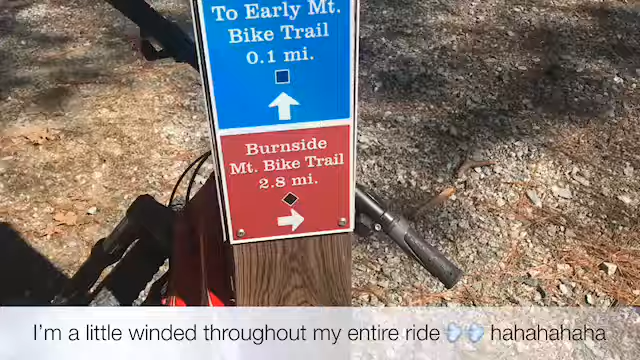 To Early Mt.
Bike Trail
0.1 mi.
Burnside
Mt. Bike Trail
2.8 mi.
I'm a little winded throughout my entire ride 💨💨 hahahahaha